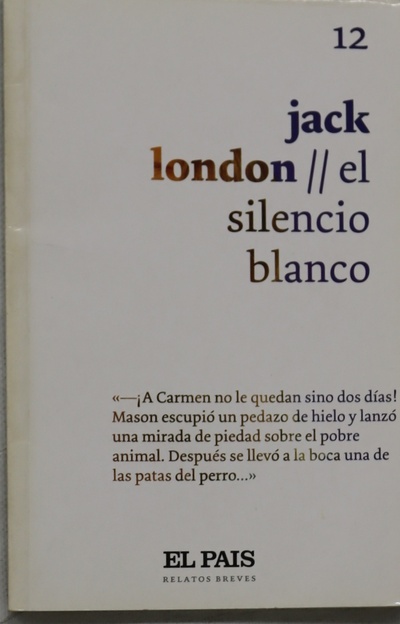 12
jack
london // el
silencio
blanco
«—¡A Carmen no le quedan sino dos días!
Mason escupió un pedazo de hielo y lanzó
una mirada de piedad sobre el pobre
animal. Después se llevó a la boca una de
las patas del perro...»
EL PAIS
RELATOS BREVES